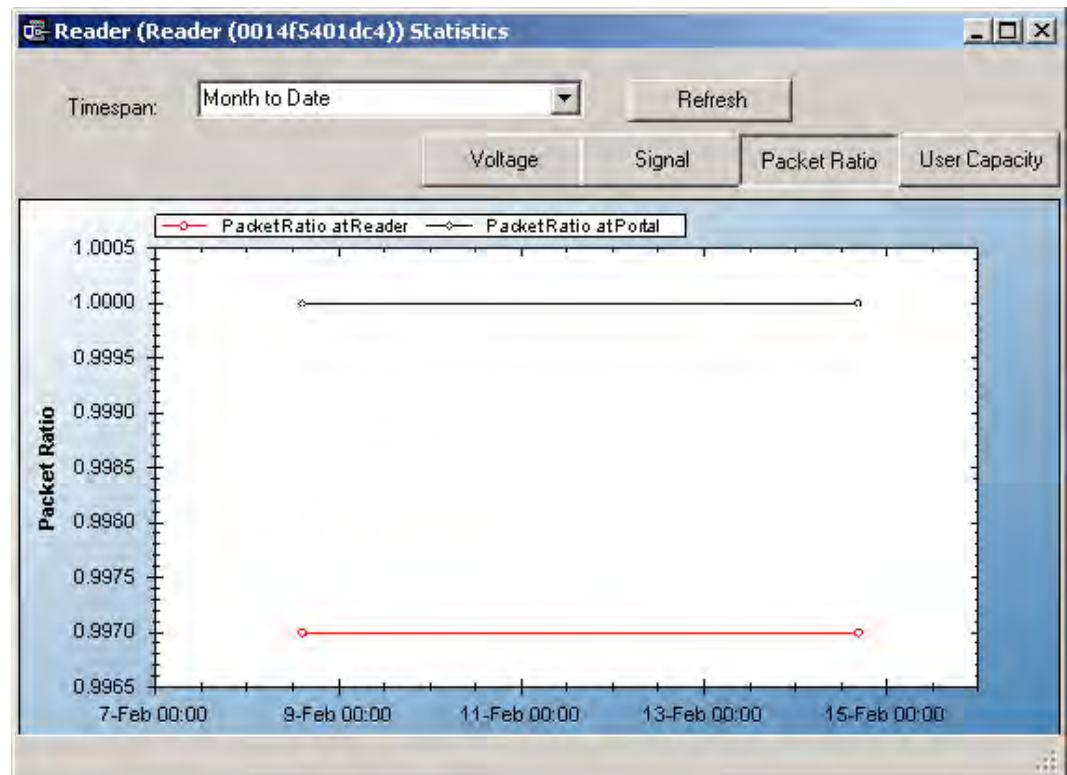 Reader (Reader (0014f5401dc4)) Statistics
Timespan: Month to Date Refresh
Voltage Signal Packet Ratio User Capacity
PacketRatio atReader PacketRatio atPortal
1.0005
1.0000
0.9995
0.9990
0.9985
0.9980
0.9975
0.9970
0.9965
Packet Ratio
7-Feb 00:00 9-Feb 00:00 11-Feb 00:00 13-Feb 00:00 15-Feb 00:00